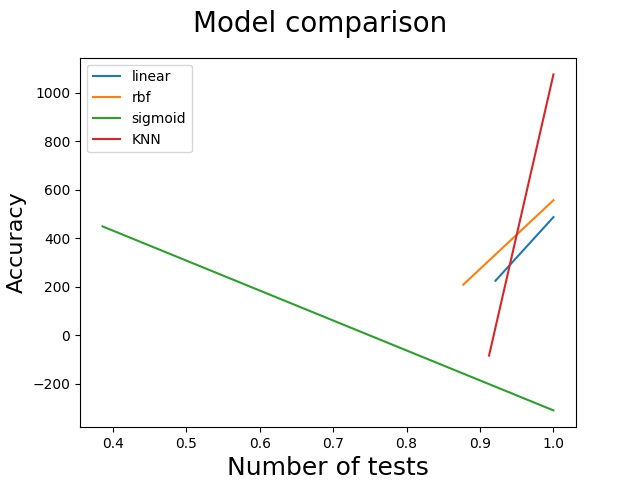 Model comparison
linear
rbf
sigmoid
KNN
Accuracy
1000
800
600
400
200
0
−200
0.4 0.5 0.6 0.7 0.8 0.9 1.0
Number of tests